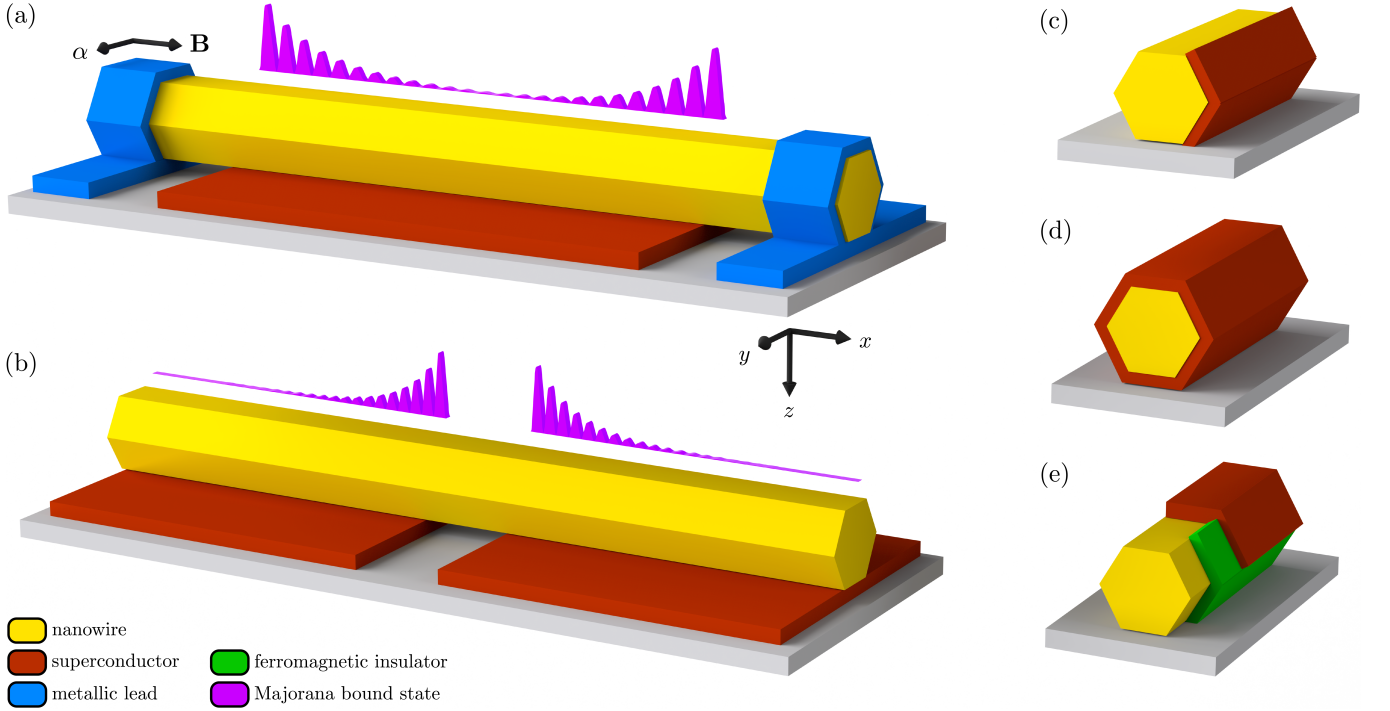 (a)
α
B
(c)
(d)
y
x
z
(b)
(e)
nanowire
superconductor
ferromagnetic insulator
metallic lead
Majorana bound state